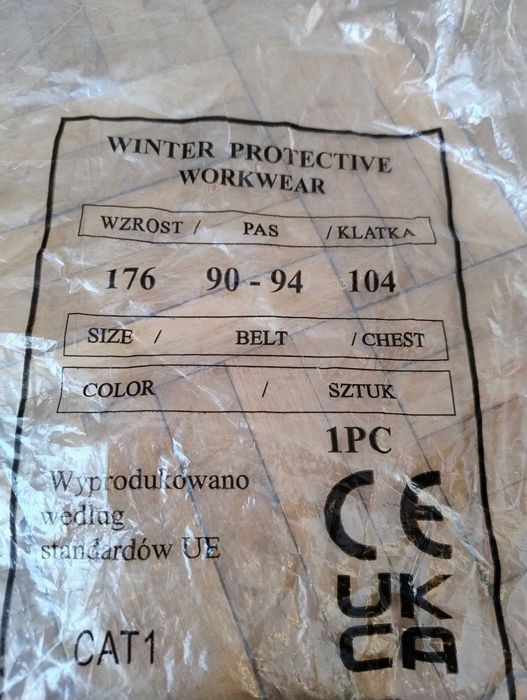 WINTER PROTECTIVE
WORKWEAR
WZROST / PAS / KLATKA
176 90 - 94 104
SIZE / BELT / CHEST
COLOR / SZTUK
1PC
Wyprodukówano
według
standardów UE
CE
UK
CA
CAT1